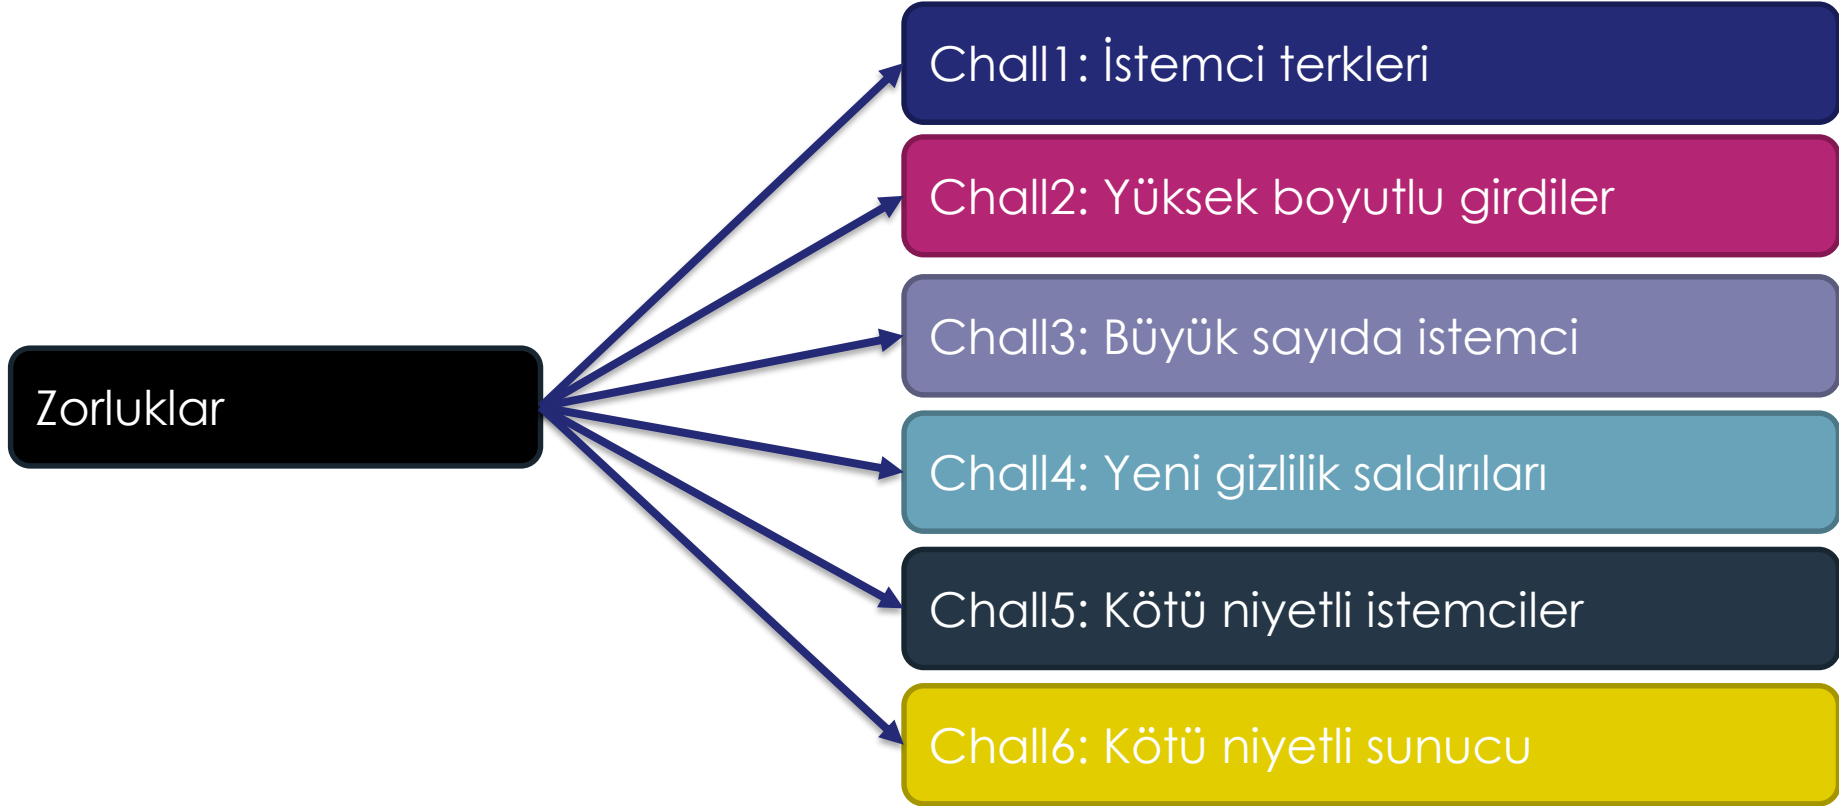 Chall1: İstemci terkleri
Chall2: Yüksek boyutlu girdiler
Chall3: Büyük sayıda istemci
Zorluklar
Chall4: Yeni gizlilik saldırıları
Chall5: Kötü niyetli istemciler
Chall6: Kötü niyetli sunucu